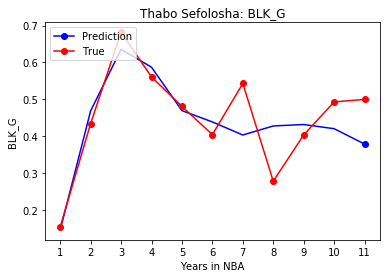 Thabo Sefolosha: BLK_G
Prediction
True
BLK_G
0.7
0.6
0.5
0.4
0.3
0.2
1 2 3 4 5 6 7 8 9 10 11
Years in NBA